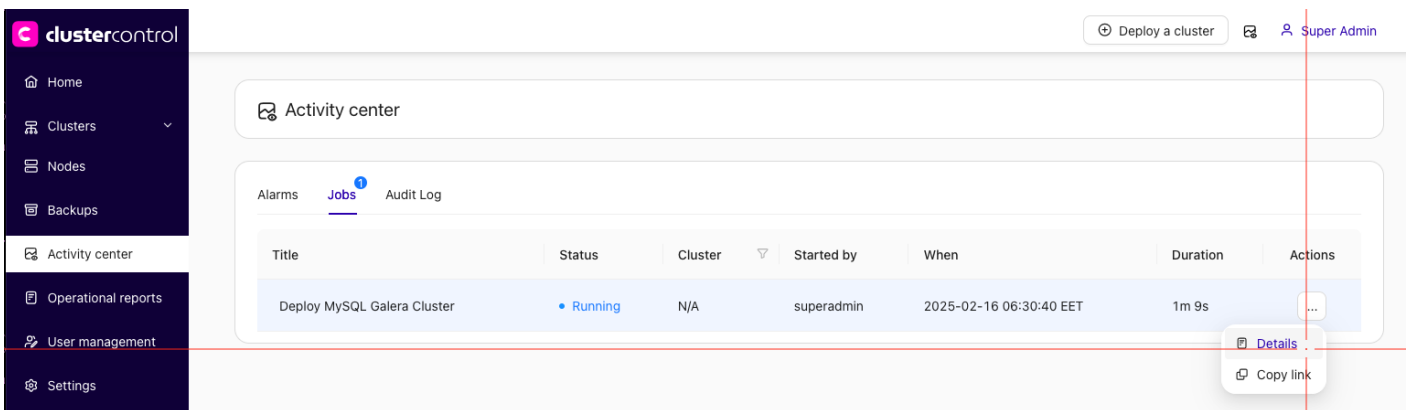 clustercontrol
Deploy a cluster
Super Admin
Home
Clusters
Nodes
Backups
Activity center
Operational reports
User management
Settings
Activity center
Alarms Jobs 1 Audit Log
Title Status Cluster Started by When Duration Actions
Deploy MySQL Galera Cluster Running N/A superadmin 2025-02-16 06:30:40 EET 1m 9s ...
Details
Copy link